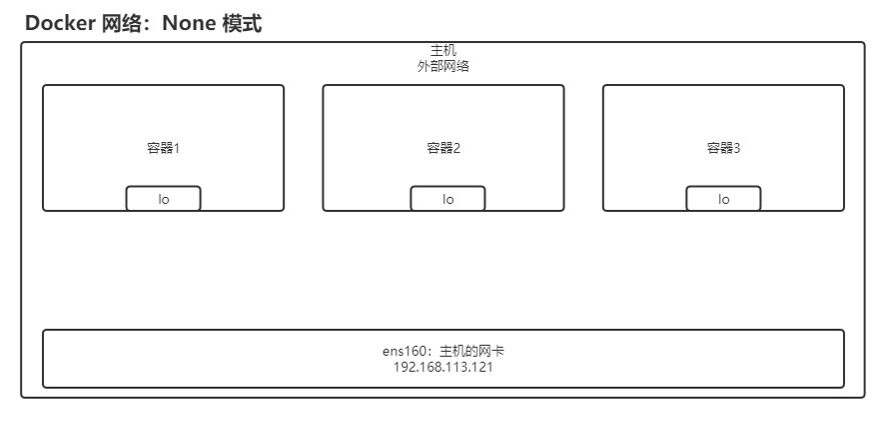 Docker 网络：None 模式
主机
外部网络
容器1
容器2
容器3
lo
lo
lo
ens160：主机的网卡
192.168.113.121